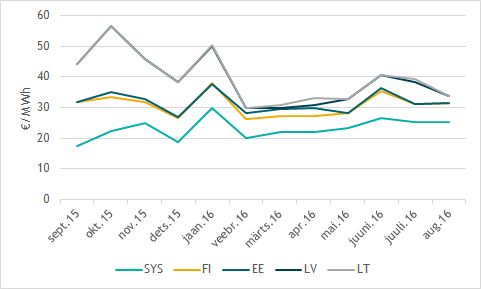 60
50
40
30
20
10
0
€/MWh
sept.15
okt.15
nov.15
dets.15
jaan.16
veebr.16
märts.16
apr.16
mai.16
juuni.16
juuli.16
aug.16
SYS FI EE LV LT